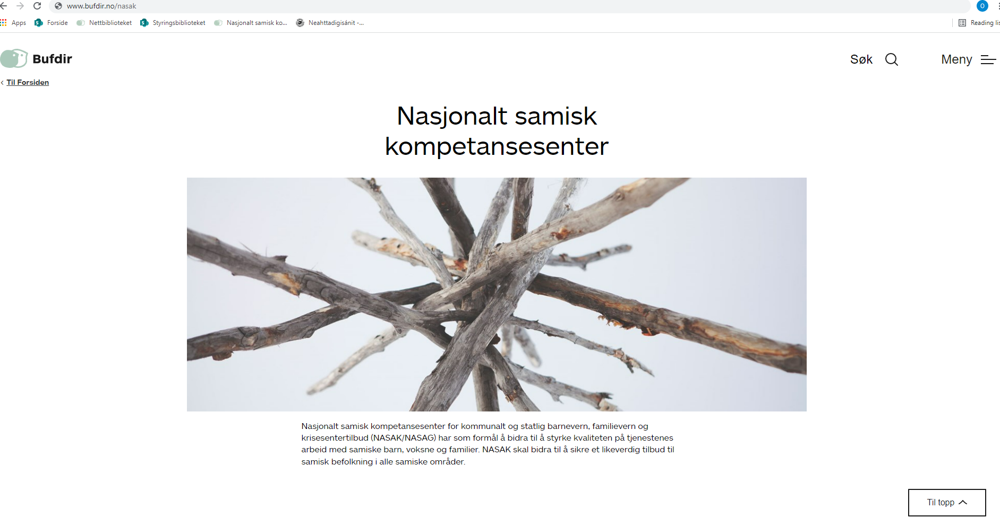 www.bufdir.no/nasak
O
Apps
Forside
Nettbiblioteket
Styringsbiblioteket
Nasjonalt samisk ko...
Neahttadigisánit -...
Reading lis
Bufdir
Søk
Meny
Til Forsiden
Nasjonalt samisk
kompetansesenter
Nasjonalt samisk kompetansesenter for kommunalt og statlig barnevern, familievern og
krisesentertilbud (NASAK/NASAG) har som formål å bidra til å styrke kvaliteten på tjenestenes
arbeid med samiske barn, voksne og familier. NASAK skal bidra til å sikre et likeverdig tilbud til
samisk befolkning i alle samiske områder.
Til topp